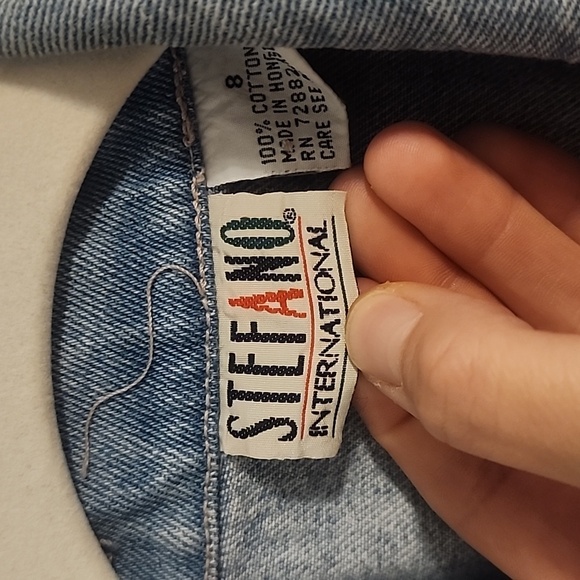 8
100% COTTON
MADE IN HONG
RN 72882
CARE SEE
STEFANO®
INTERNATIONAL